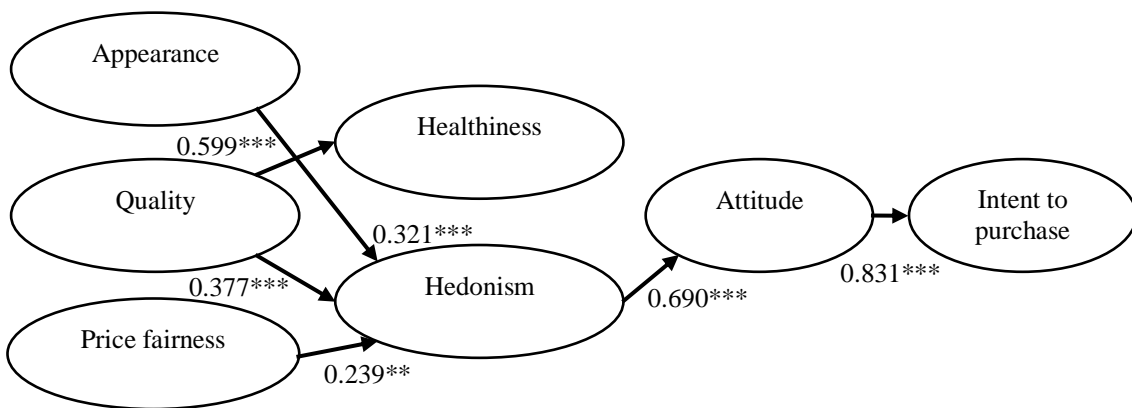 Appearance
Healthiness
0.599***
Quality
Attitude
Intent to
purchase
0.321***
0.377***
Hedonism
0.831***
0.690***
Price fairness
0.239**